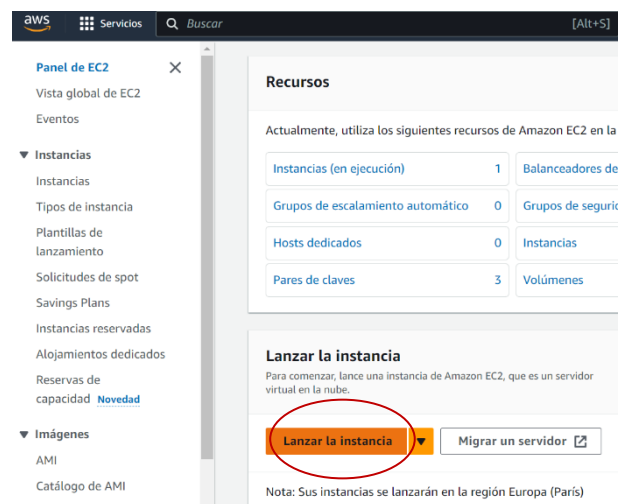 aws
Servicios
Buscar
[Alt+S]
Panel de EC2
Vista global de EC2
Eventos
Instancias
Instancias
Tipos de instancia
Plantillas de
lanzamiento
Solicitudes de spot
Savings Plans
Instancias reservadas
Alojamientos dedicados
Reservas de
capacidad Novedad
Imágenes
AMI
Catálogo de AMI
Recursos
Actualmente, utiliza los siguientes recursos de Amazon EC2 en la
Instancias (en ejecución) 1
Balanceadores de
Grupos de escalamiento automático 0
Grupos de segurid
Hosts dedicados 0
Instancias
Pares de claves 3
Volúmenes
Lanzar la instancia
Para comenzar, lance una instancia de Amazon EC2, que es un servidor
virtual en la nube.
Lanzar la instancia
Migrar un servidor
Nota: Sus instancias se lanzarán en la región Europa (París)